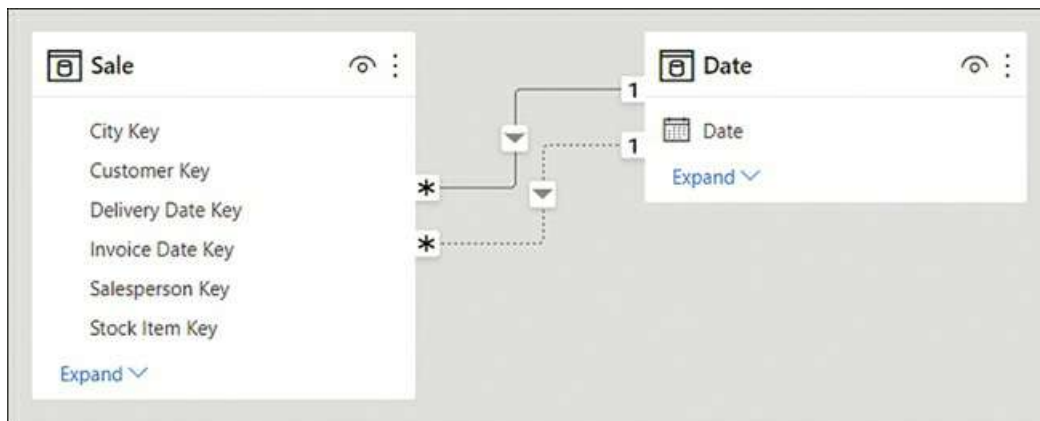 Sale
City Key
Customer Key
Delivery Date Key
Invoice Date Key
Salesperson Key
Stock Item Key
Expand
*
*
1
1
Date
Date
Expand